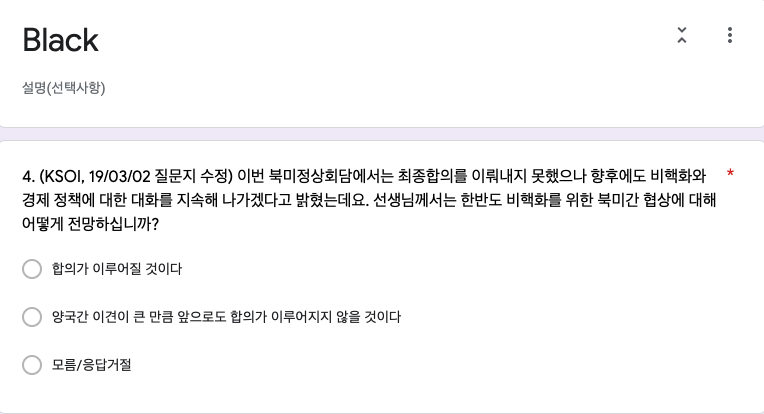 Black
설명(선택사항)
4. (KSOI, 19/03/02 질문지 수정) 이번 북미정상회담에서는 최종합의를 이뤄내지 못했으나 향후에도 비핵화와 *
경제 정책에 대한 대화를 지속해 나가겠다고 밝혔는데요. 선생님께서는 한반도 비핵화를 위한 북미간 협상에 대해
어떻게 전망하십니까?
합의가 이루어질 것이다
양국간 이견이 큰 만큼 앞으로도 합의가 이루어지지 않을 것이다
모름/응답거절